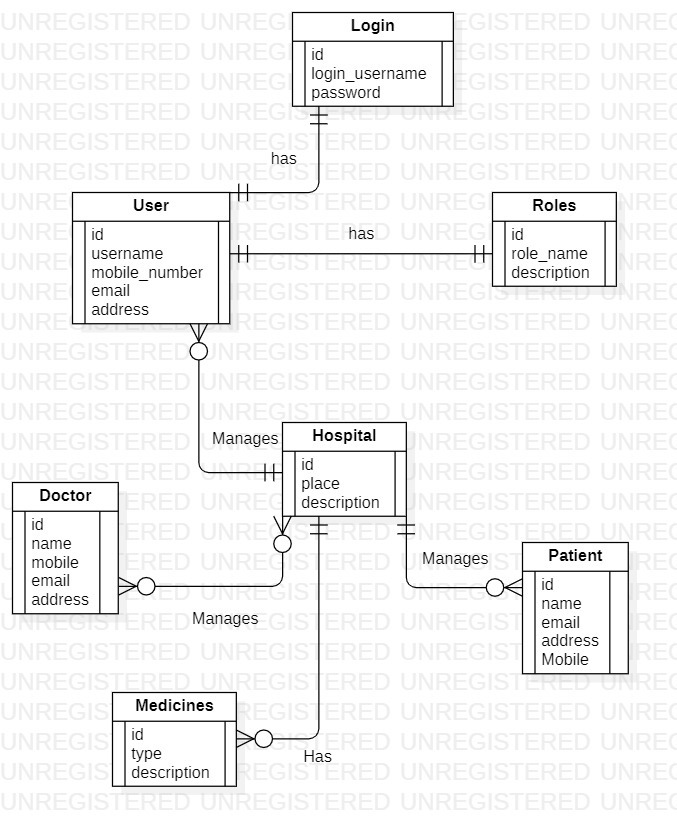 Login
id
login_username
password
has
User
id
username
mobile_number
email
address
has
Roles
id
role_name
description
Manages
Hospital
id
place
description
Doctor
id
name
mobile
email
address
Manages
Manages
Patient
id
name
email
address
Mobile
Medicines
id
type
description
Has
UNREGISTERED